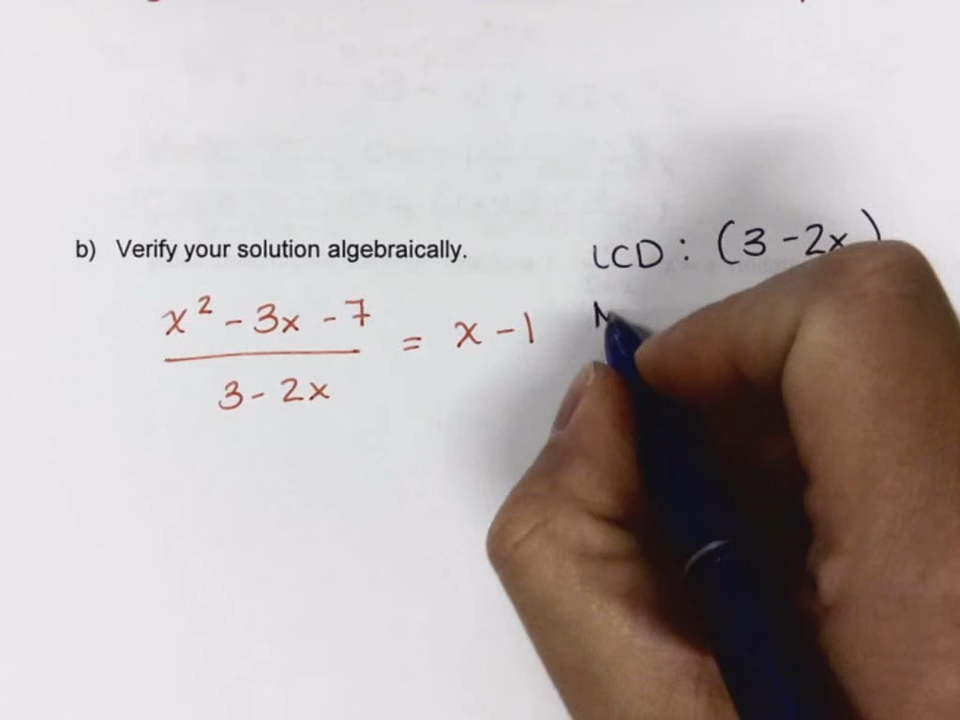 b) Verify your solution algebraically.
LCD : (3 - 2x)
x² - 3x - 7 = x - 1
3 - 2x